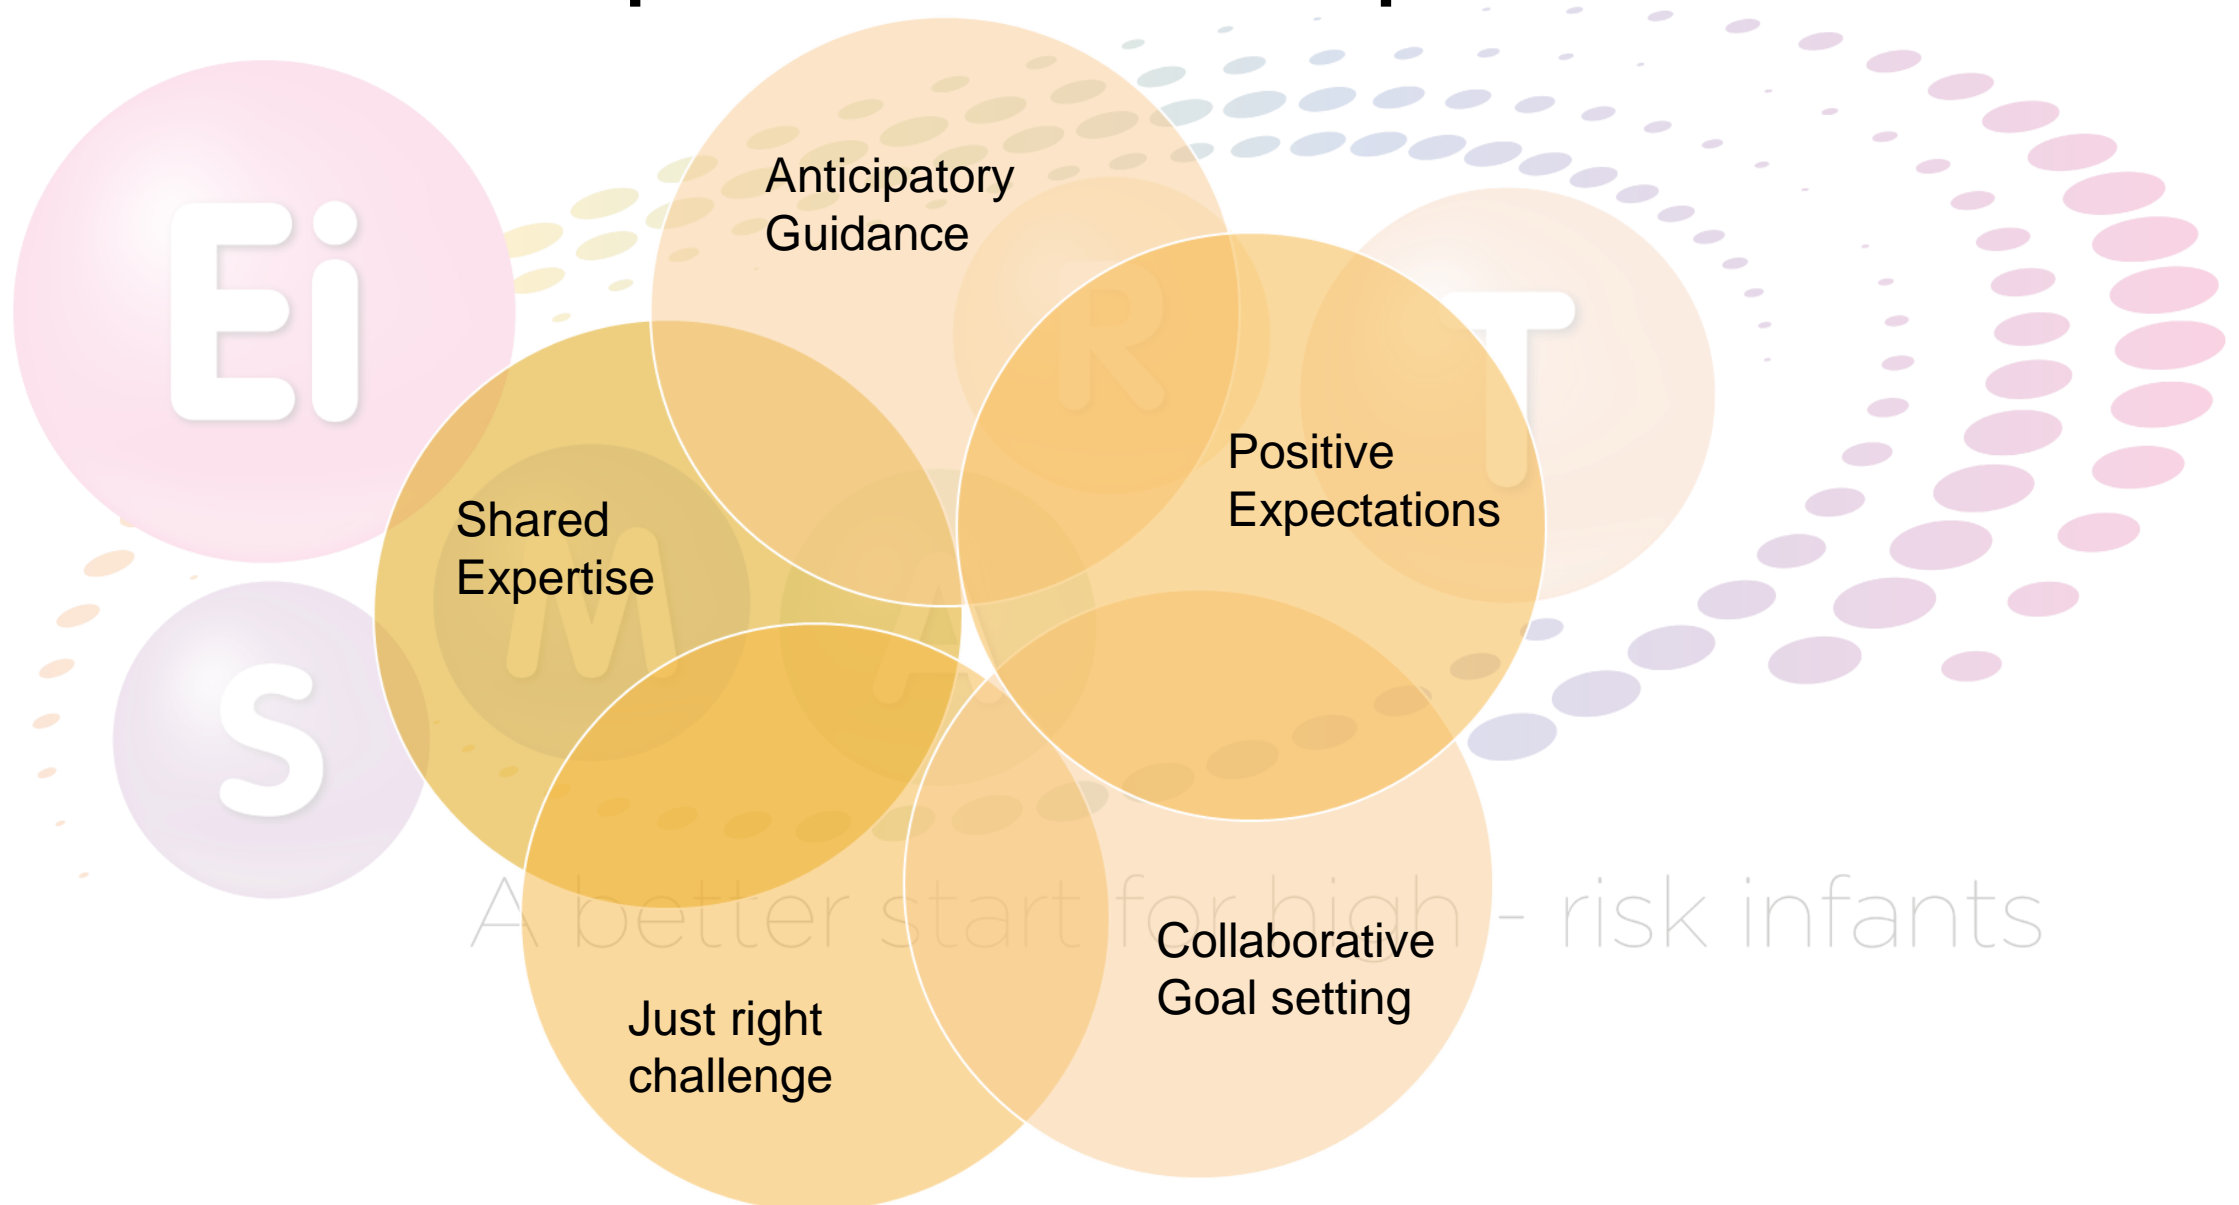 Anticipatory
Guidance
Positive
Expectations
Shared
Expertise
Collaborative
Goal setting
Just right
challenge
Ei
S
M
A
R
T
A better start for high - risk infants